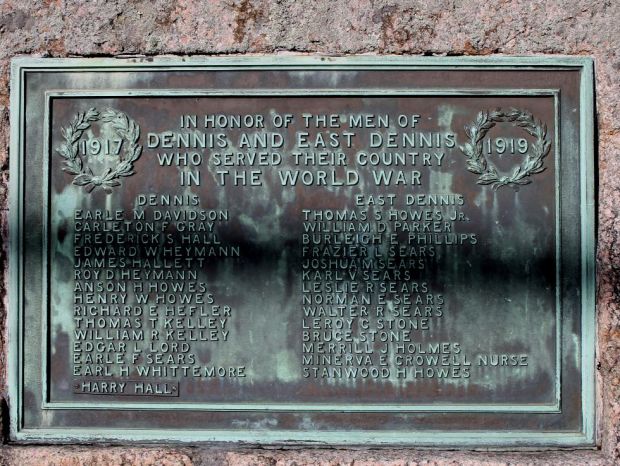 1917
1919
IN HONOR OF THE MEN OF
DENNIS AND EAST DENNIS
WHO SERVED THEIR COUNTRY
IN THE WORLD WAR
DENNIS
EARLE M DAVIDSON
CARLETON F GRAY
FREDERICK S HALL
EDWARD W HEYMANN
JAMES HALLETT
ROY D HEYMANN
ANSON H HOWES
HENRY W HOWES
RICHARD E HEFLER
THOMAS T KELLEY
WILLIAM R KELLEY
EDGAR L LORD
EARLE F SEARS
EARL H WHITTEMORE
HARRY HALL
EAST DENNIS
THOMAS S HOWES JR.
WILLIAM D PARKER
BURLEIGH E PHILLIPS
FRAZIER L SEARS
JOSHUA M SEARS
KARL V SEARS
LESLIE R SEARS
NORMAN E SEARS
WALTER R SEARS
LEROY C STONE
BRUCE STONE
MERRILL J HOLMES
MINERVA E CROWELL NURSE
STANWOOD H HOWES